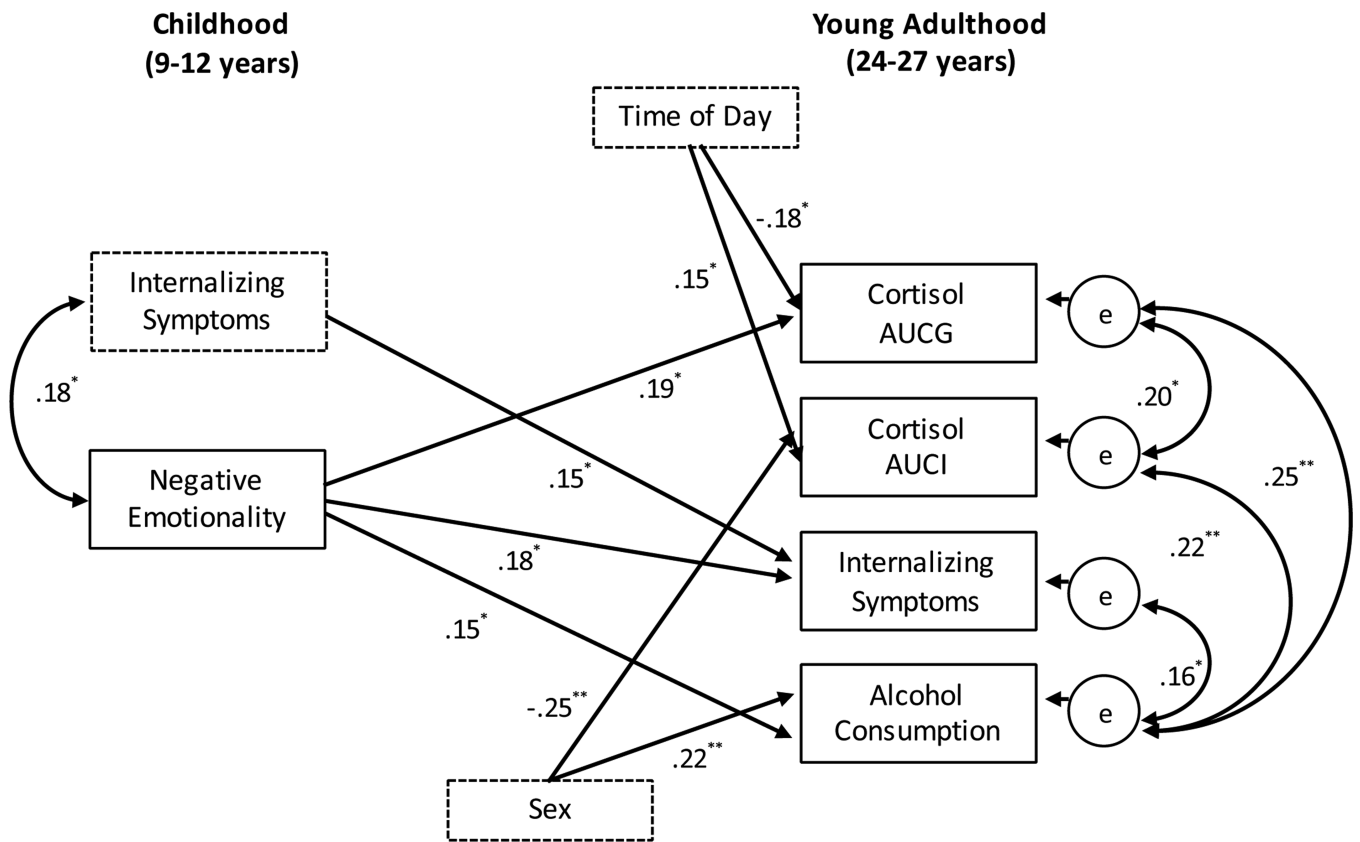 Childhood
(9-12 years)
Young Adulthood
(24-27 years)
Time of Day
-.18*
.15*
Internalizing
Symptoms
.18*
Negative
Emotionality
.19*
.15*
.18*
.15*
-.25**
.22**
Sex
Cortisol
AUCG
e
Cortisol
AUCI
e
Internalizing
Symptoms
e
Alcohol
Consumption
e
.20*
.25**
.22**
.16*